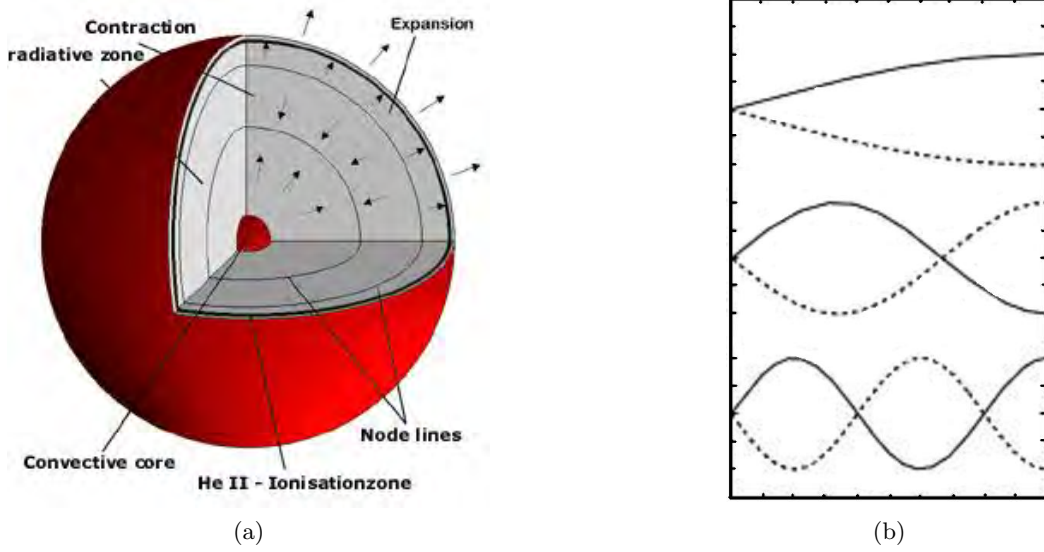 Contraction
Expansion
radiative zone
Node lines
Convective core
He II - Ionisationzone
(a)
(b)